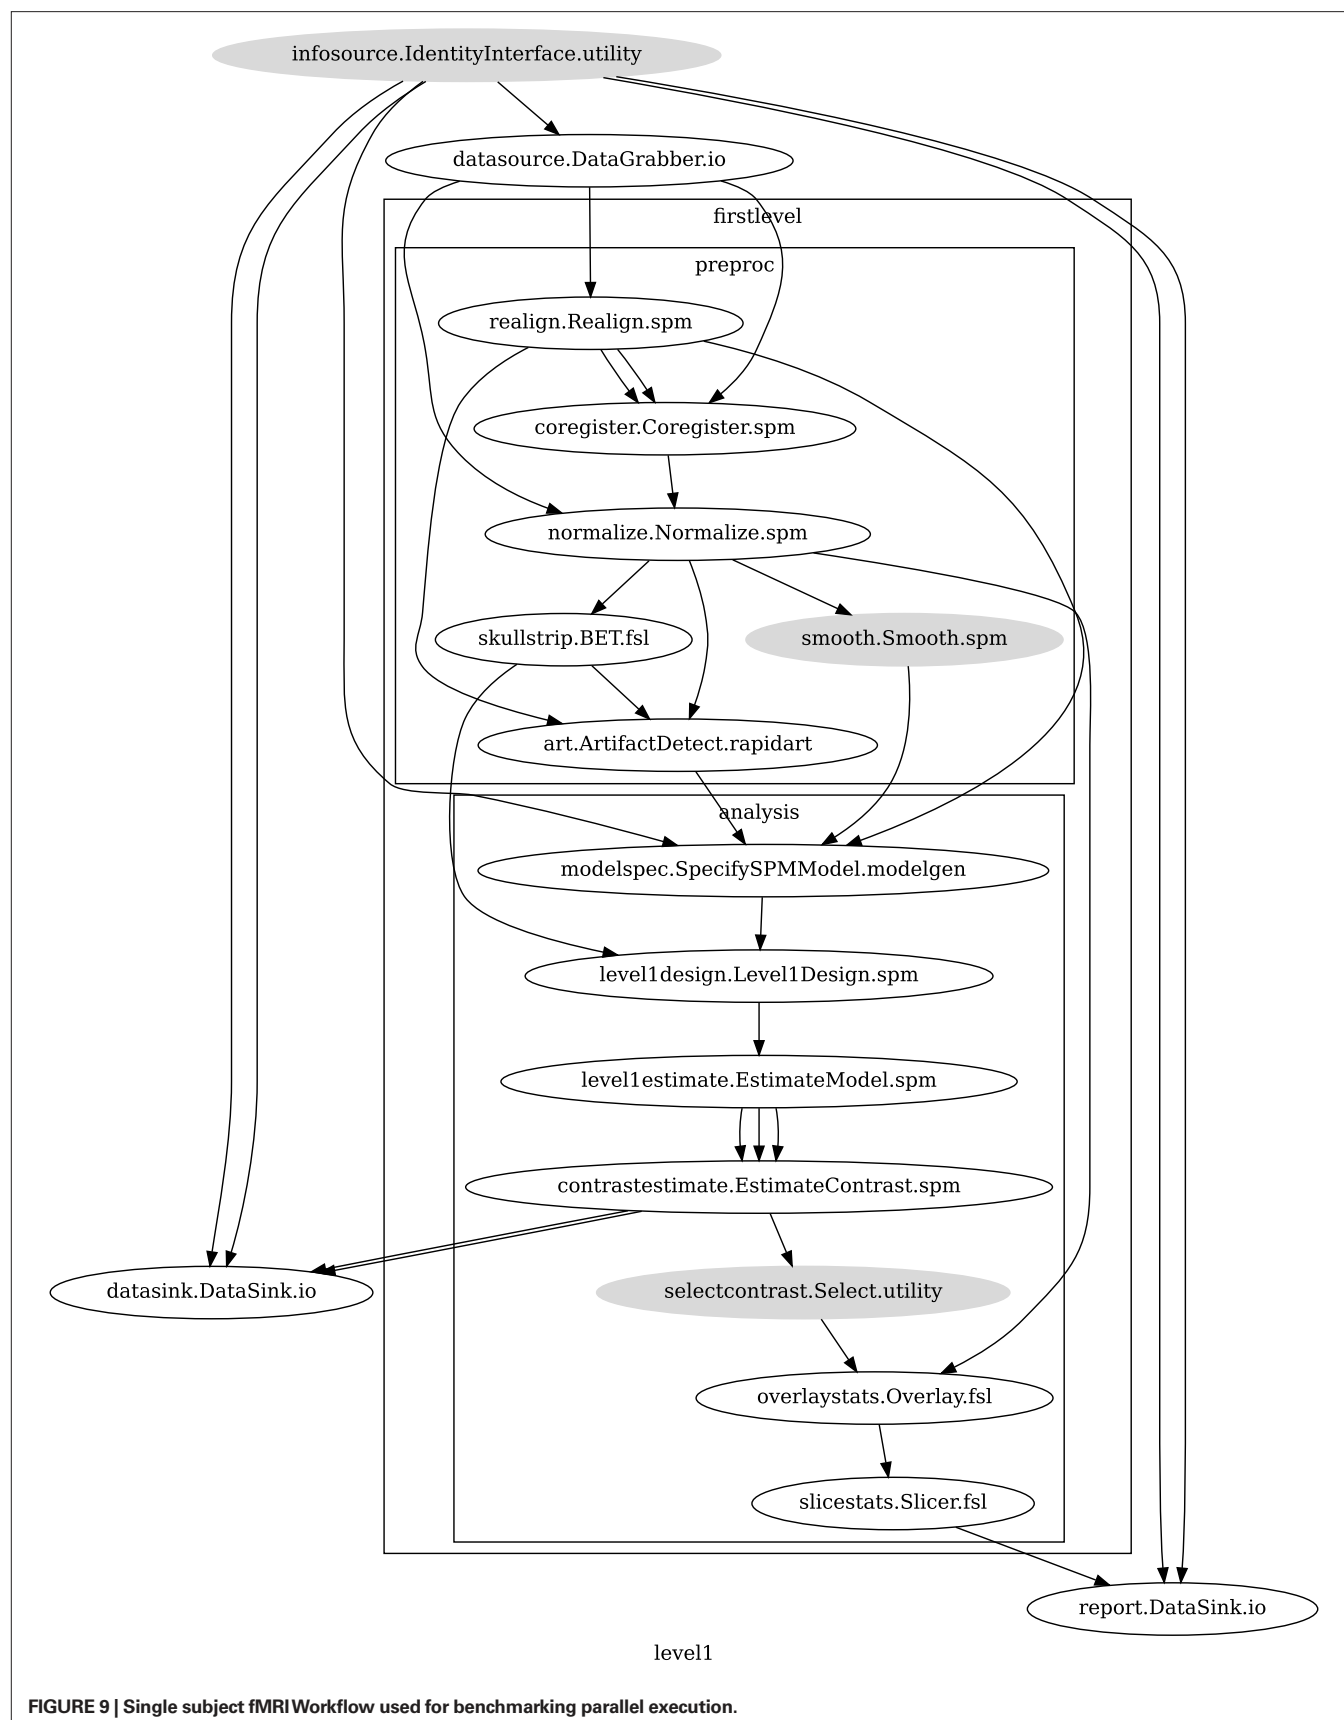 infosource.IdentityInterface.utility
datasource.DataGrabber.io
firstlevel
preproc
realign.Realign.spm
coregister.Coregister.spm
normalize.Normalize.spm
skullstrip.BET.fsl
smooth.Smooth.spm
art.ArtifactDetect.rapidart
analysis
modelspec.SpecifySPMModel.modelgen
level1design.Level1Design.spm
level1estimate.EstimateModel.spm
contrastestimate.EstimateContrast.spm
datasink.DataSink.io
selectcontrast.Select.utility
overlaystats.Overlay.fsl
slicestats.Slicer.fsl
report.DataSink.io
level1
FIGURE 9 | Single subject fMRI Workflow used for benchmarking parallel execution.